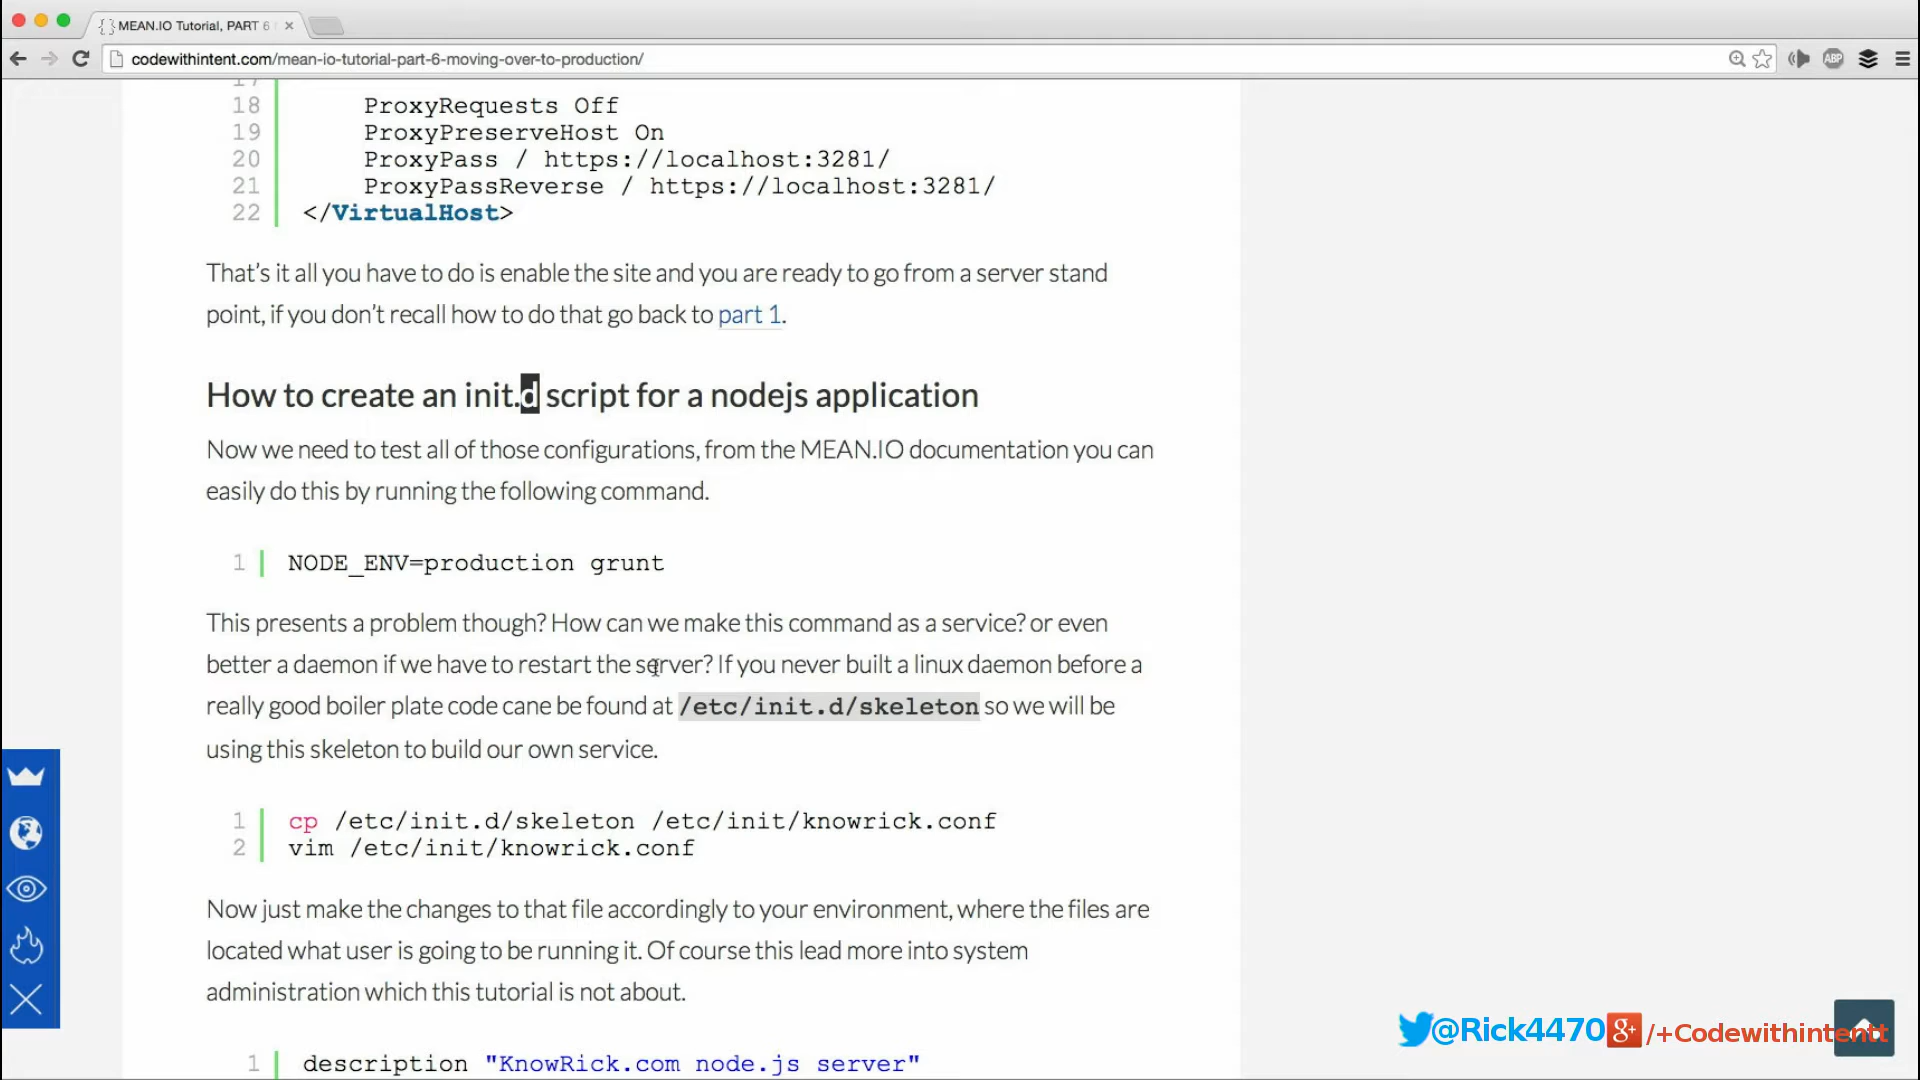 { } MEAN.IO Tutorial, PART 6
codewithintent.com/mean-io-tutorial-part-6-moving-over-to-production/
ABP
17
18 ProxyRequests Off
19 ProxyPreserveHost On
20 ProxyPass / https://localhost:3281/
21 ProxyPassReverse / https://localhost:3281/
22 </VirtualHost>
That's it all you have to do is enable the site and you are ready to go from a server stand
point, if you don't recall how to do that go back to part 1.
How to create an init.d script for a nodejs application
Now we need to test all of those configurations, from the MEAN.IO documentation you can
easily do this by running the following command.
1 NODE_ENV=production grunt
This presents a problem though? How can we make this command as a service? or even
better a daemon if we have to restart the server? If you never built a linux daemon before a
really good boiler plate code cane be found at /etc/init.d/skeleton so we will be
using this skeleton to build our own service.
1 cp /etc/init.d/skeleton /etc/init/knowrick.conf
2 vim /etc/init/knowrick.conf
Now just make the changes to that file accordingly to your environment, where the files are
located what user is going to be running it. Of course this lead more into system
administration which this tutorial is not about.
@Rick4470 g+ /+Codewithintentt
1 description "KnowRick.com node.js server"